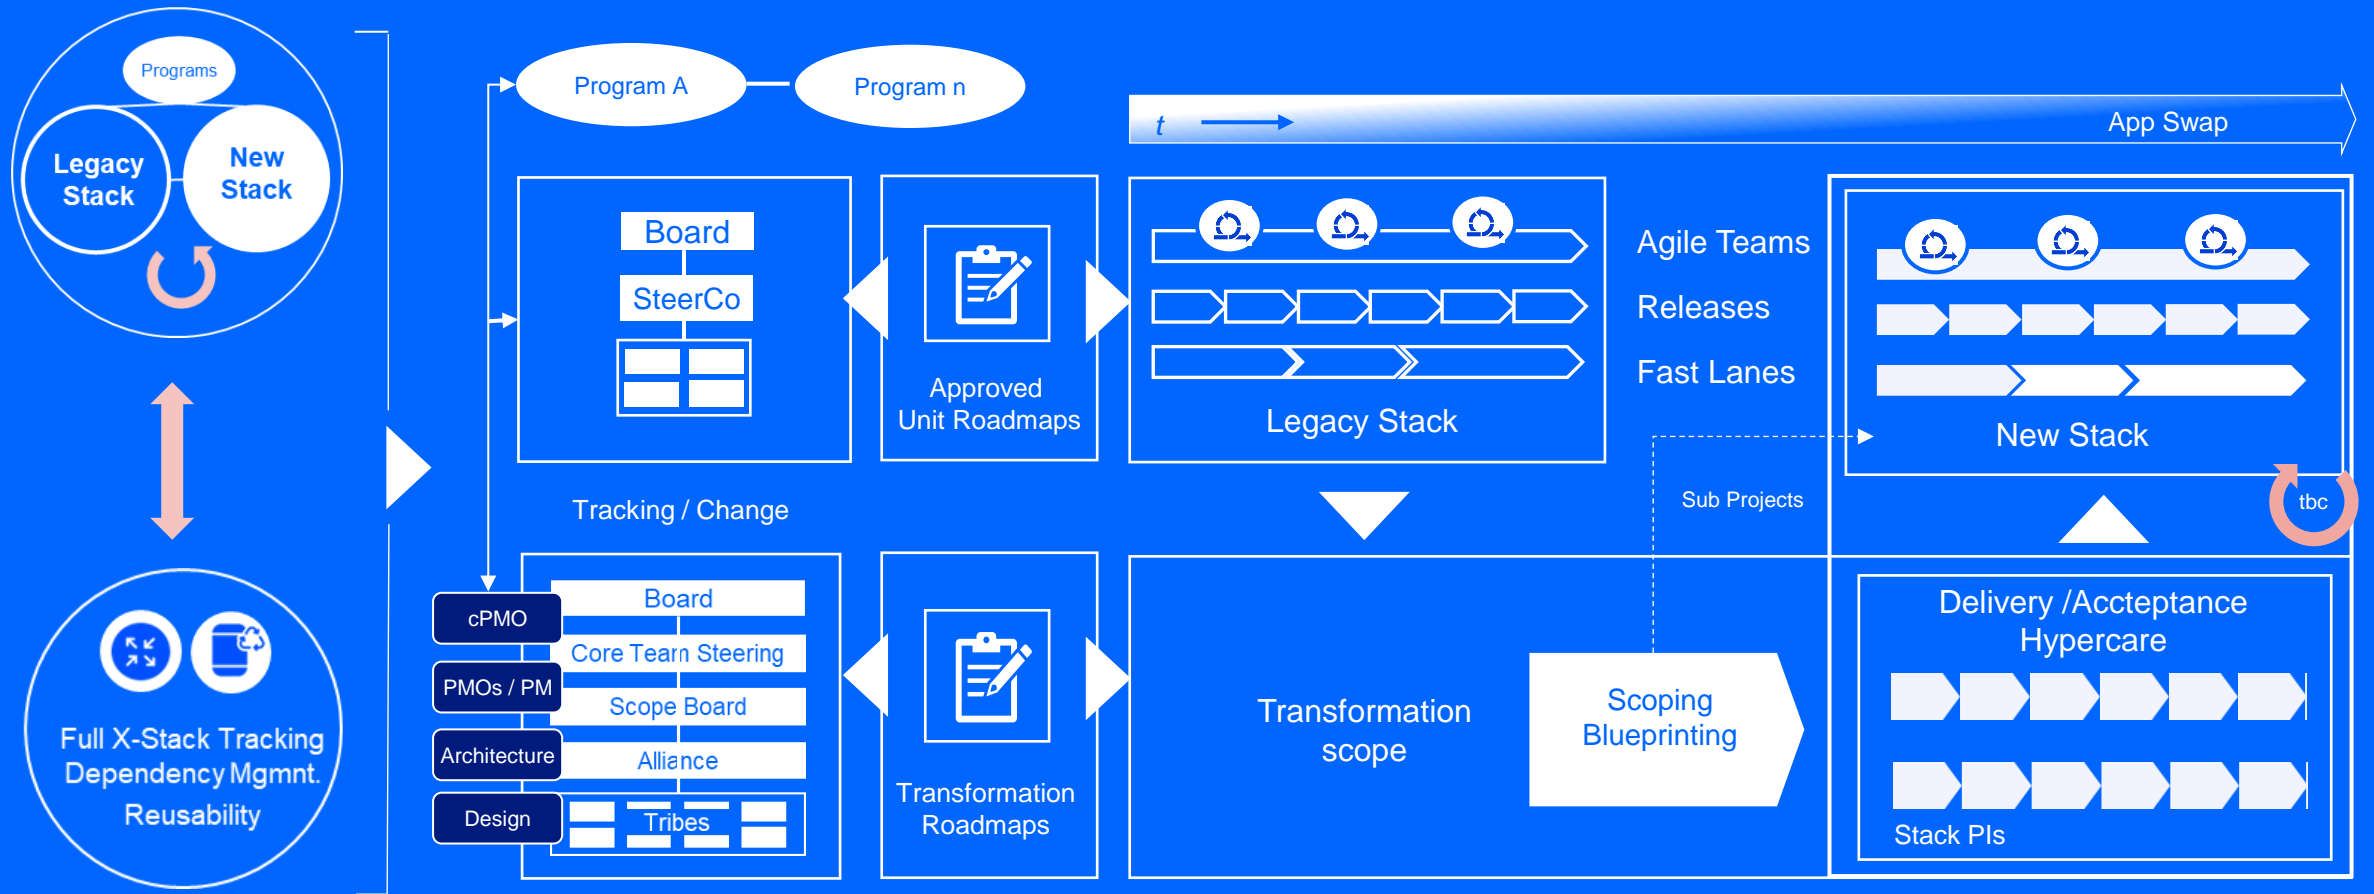 Programs
Legacy
Stack
New
Stack
Full X-Stack Tracking
Dependency Mgmnt.
Reusability
Program A
Program n
t
App Swap
Board
SteerCo
Approved
Unit Roadmaps
Legacy Stack
Agile Teams
Releases
Fast Lanes
New Stack
Tracking / Change
Sub Projects
tbc
cPMO
PMOs / PM
Architecture
Design
Board
Core Team Steering
Scope Board
Alliance
Tribes
Transformation
Roadmaps
Transformation
scope
Scoping
Blueprinting
Delivery /Accteptance
Hypercare
Stack PIs